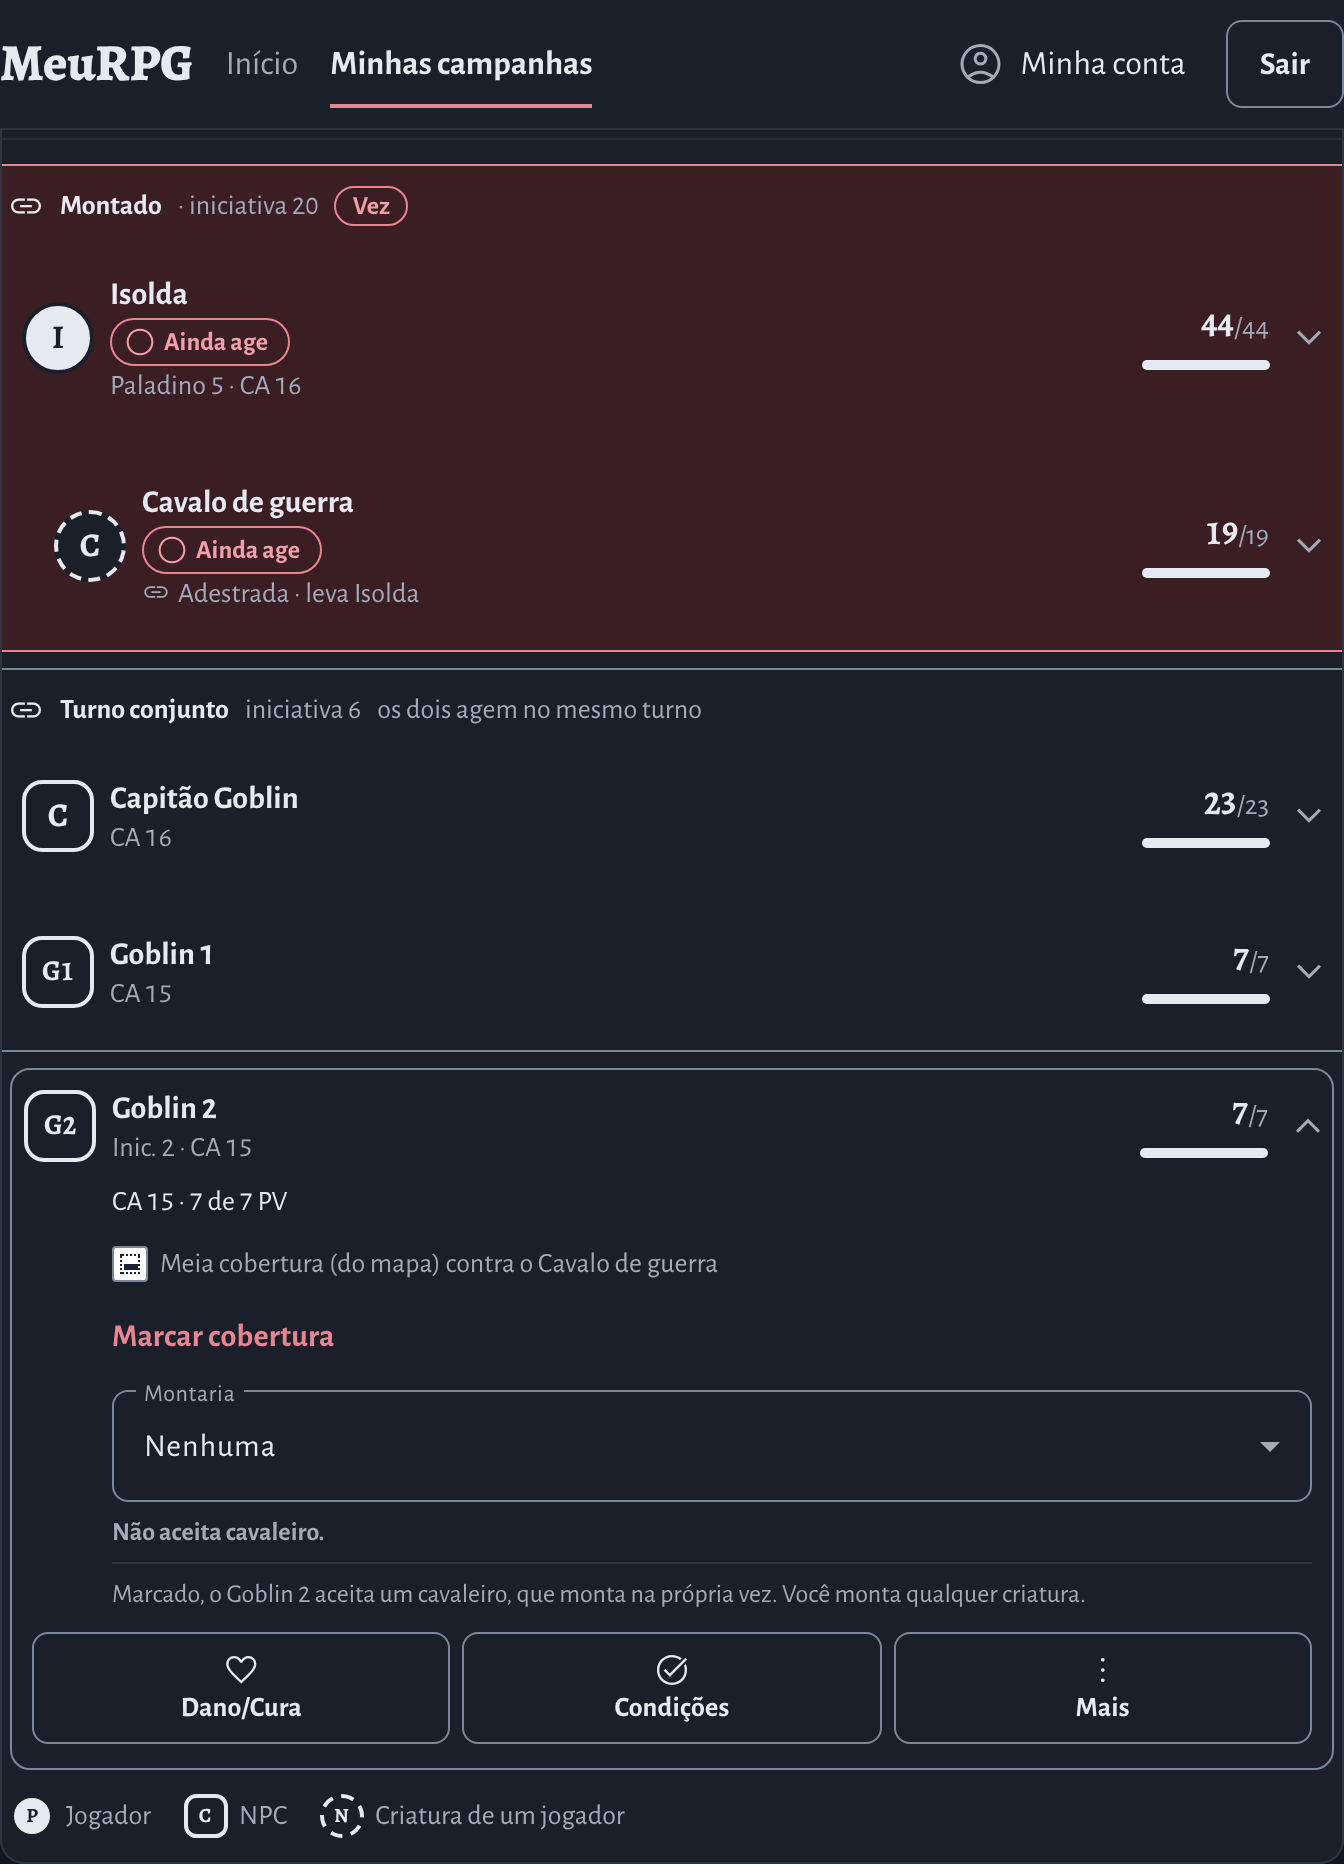 MeuRPG Início Minhas campanhas Minha conta Sair
Montado · iniciativa 20 Vez
I
Isolda
Ainda age
Paladino 5 · CA 16
44/44
C
Cavalo de guerra
Ainda age
Adestrada · leva Isolda
19/19
Turno conjunto iniciativa 6 os dois agem no mesmo turno
C
Capitão Goblin
CA 16
23/23
G1
Goblin 1
CA 15
7/7
G2
Goblin 2
Inic. 2 · CA 15
7/7
CA 15 · 7 de 7 PV
Meia cobertura (do mapa) contra o Cavalo de guerra
Marcar cobertura
Montaria
Nenhuma
Não aceita cavaleiro.
Marcado, o Goblin 2 aceita um cavaleiro, que monta na própria vez. Você monta qualquer criatura.
Dano/Cura Condições Mais
P Jogador C NPC N Criatura de um jogador